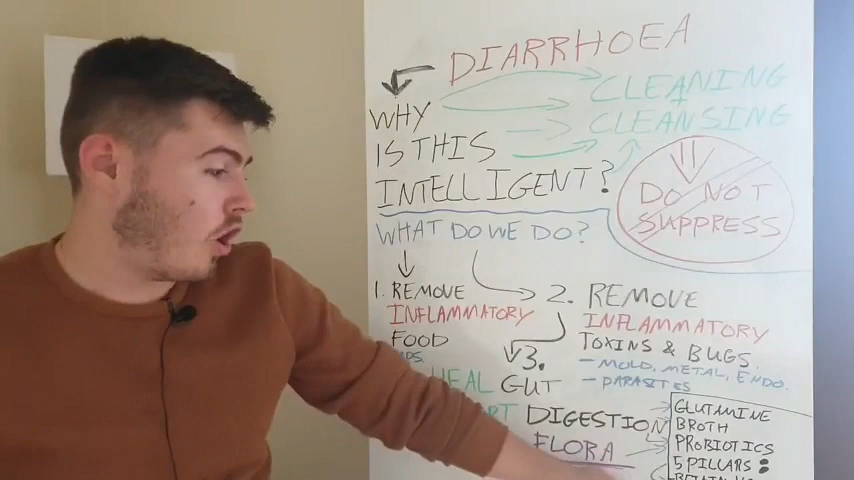 DIARRHOEA
CLEANING
CLEANSING
WHY
IS THIS
INTELLIGENT?
DO NOT
SUPPRESS
WHAT DO WE DO?
1. REMOVE
INFLAMMATORY
FOOD
2. REMOVE
INFLAMMATORY
TOXINS & BUGS.
- MOLD, METAL, ENDO.
- PARASITES
3.
HEAL GUT
DIGESTION
FLORA
GLUTAMINE
BROTH
PROBIOTICS
5 PILLARS :